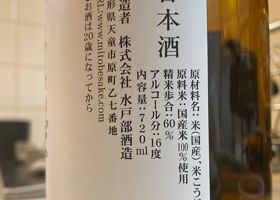 原材料名：米（国産）、米こう
原料米：国産米100％使用
精米歩合：60％
アルコール分：16度
内容量：720ml
日本酒
造者 株式会社 水戸部酒造
形県天童市原町乙7番地
www.mitobesake.com
お酒は20歳になってから